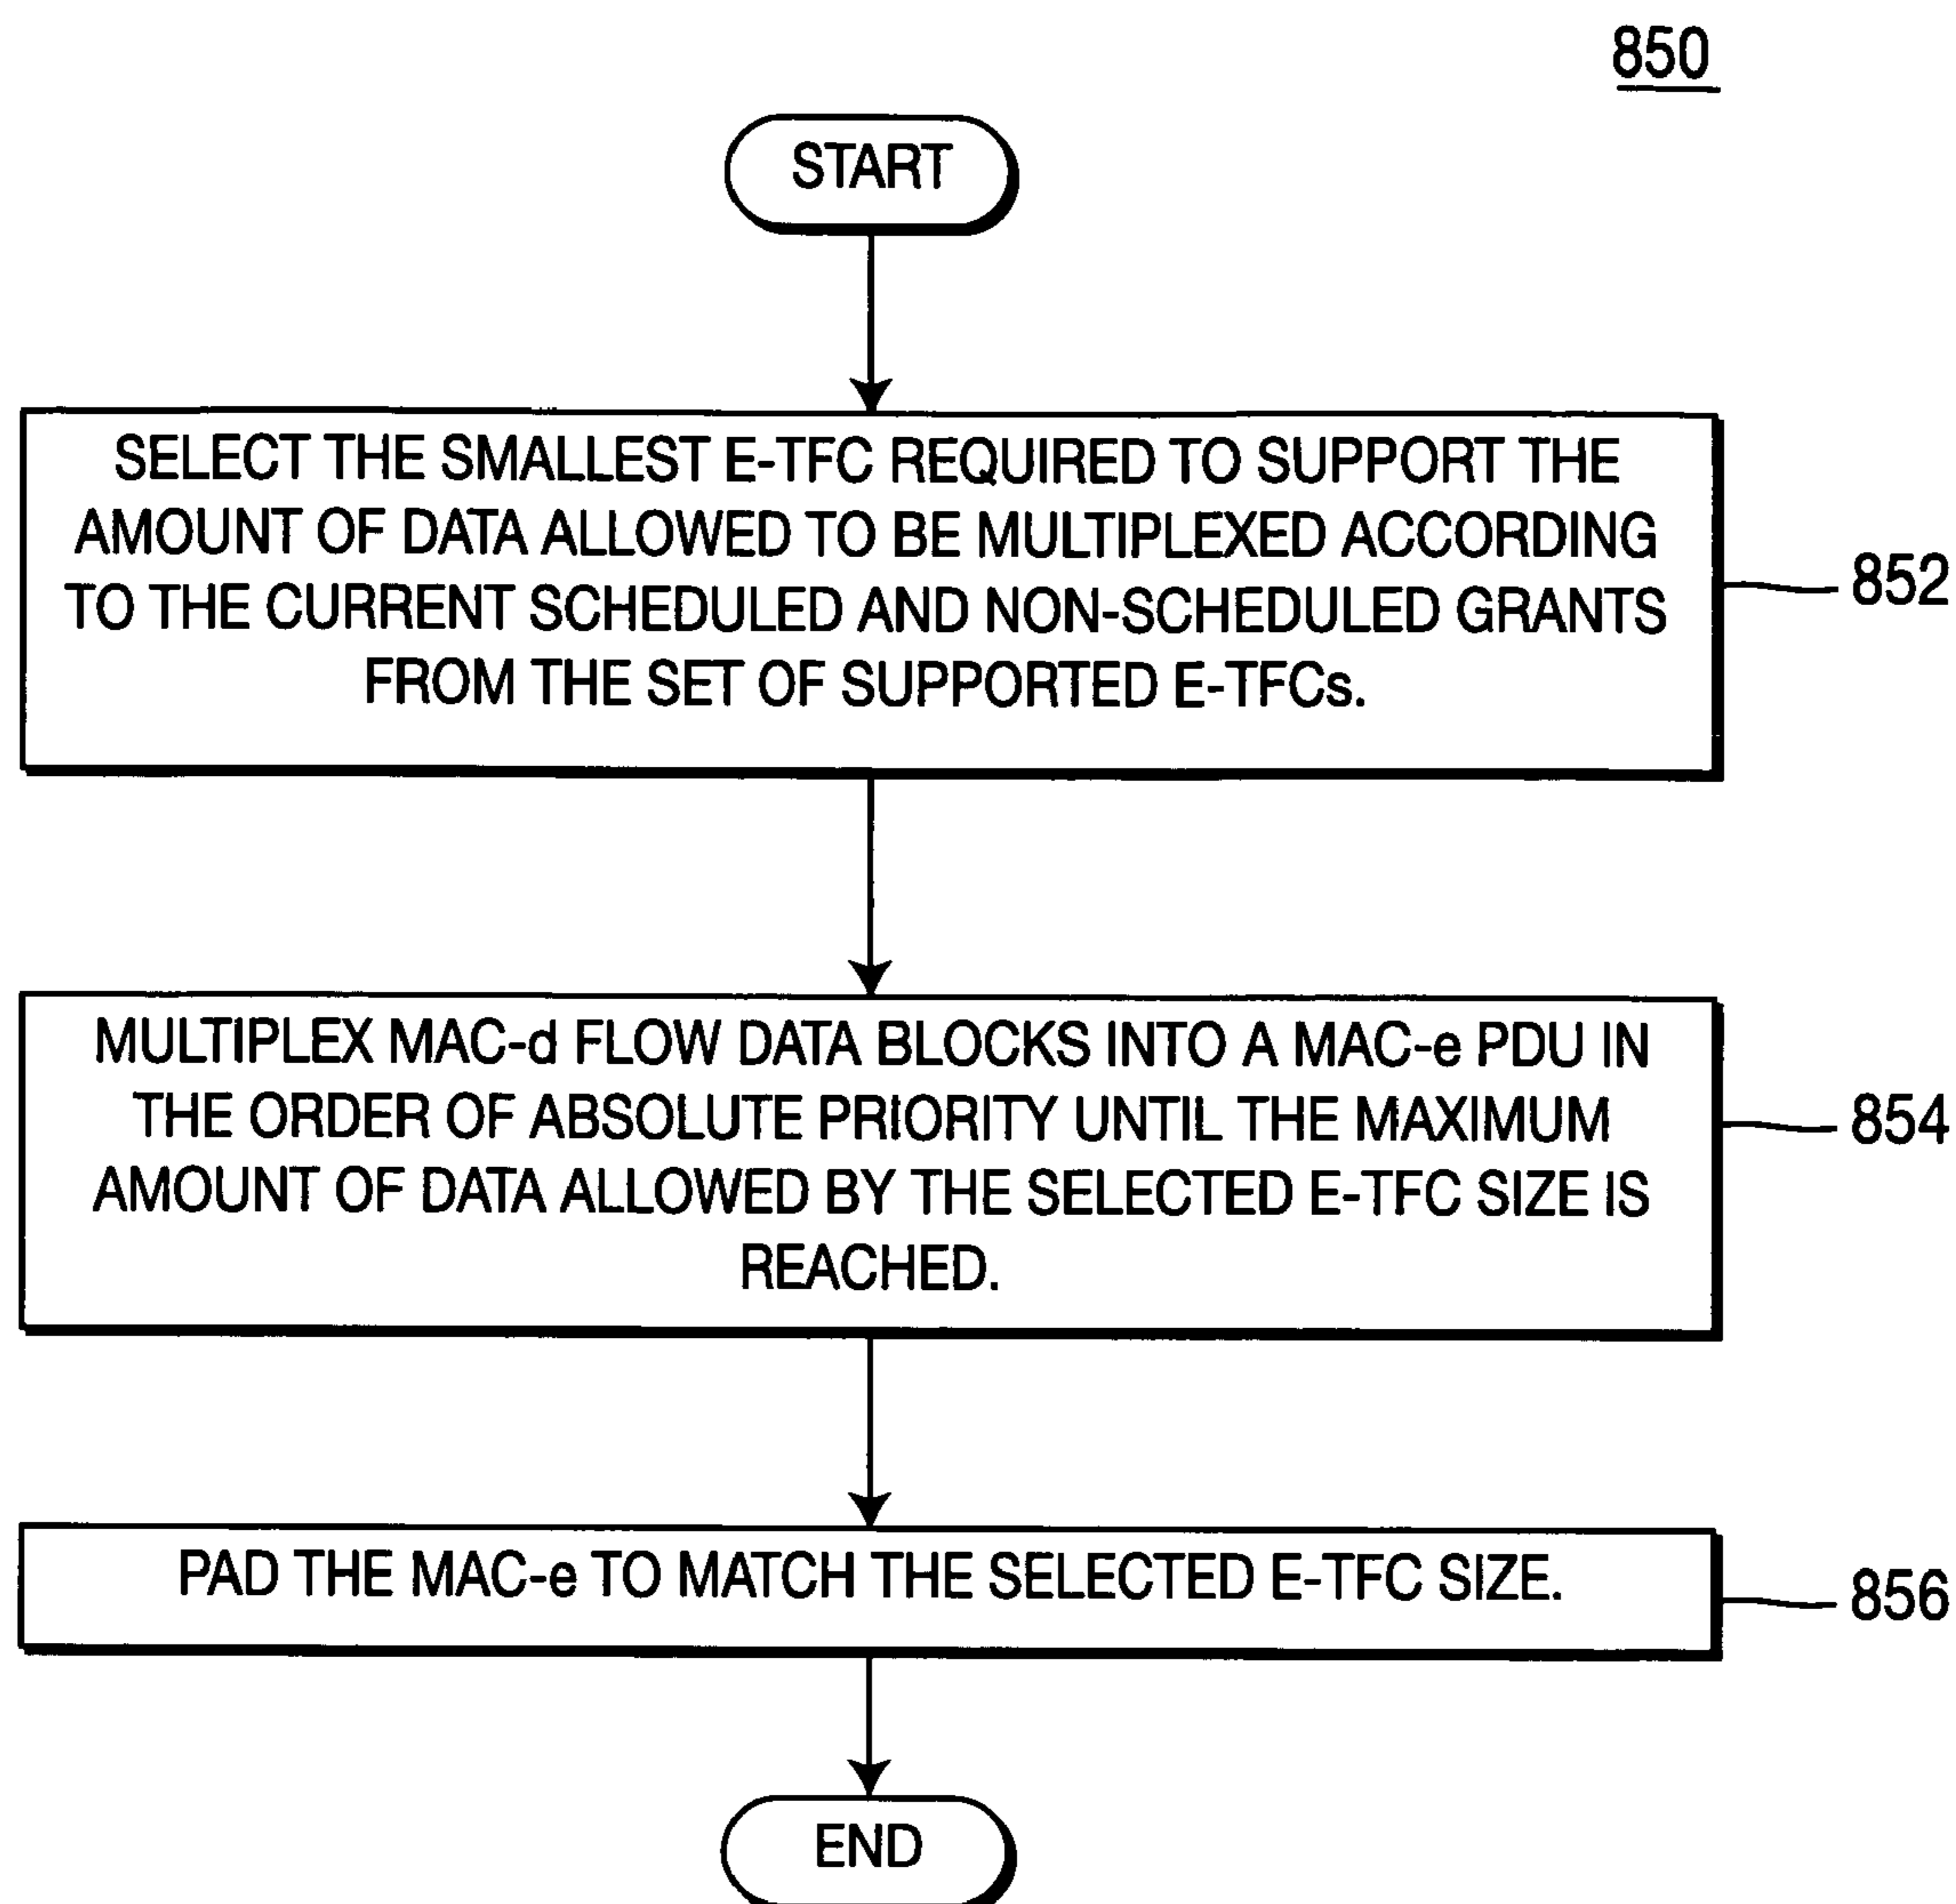 850
START
SELECT THE SMALLEST E-TFC REQUIRED TO SUPPORT THE
AMOUNT OF DATA ALLOWED TO BE MULTIPLEXED ACCORDING
TO THE CURRENT SCHEDULED AND NON-SCHEDULED GRANTS
FROM THE SET OF SUPPORTED E-TFCs.
852
MULTIPLEX MAC-d FLOW DATA BLOCKS INTO A MAC-e PDU IN
THE ORDER OF ABSOLUTE PRIORITY UNTIL THE MAXIMUM
AMOUNT OF DATA ALLOWED BY THE SELECTED E-TFC SIZE IS
REACHED.
854
PAD THE MAC-e TO MATCH THE SELECTED E-TFC SIZE.
856
END